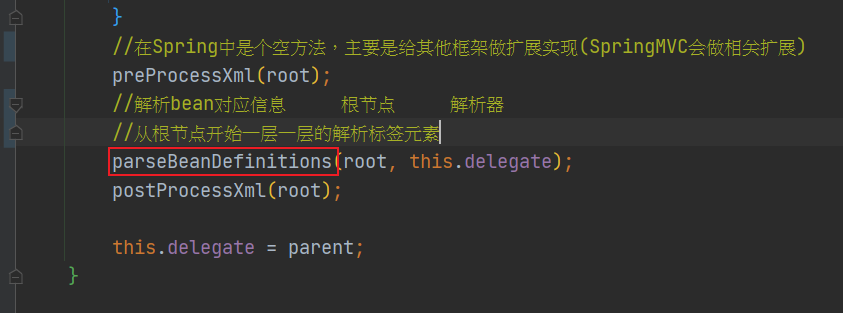 }
//在Spring中是个空方法，主要是给其他框架做扩展实现(SpringMVC会做相关扩展)
preProcessXml(root);
//解析bean对应信息      根节点      解析器
//从根节点开始一层一层的解析标签元素
parseBeanDefinitions(root, this.delegate);
postProcessXml(root);
this.delegate = parent;
}